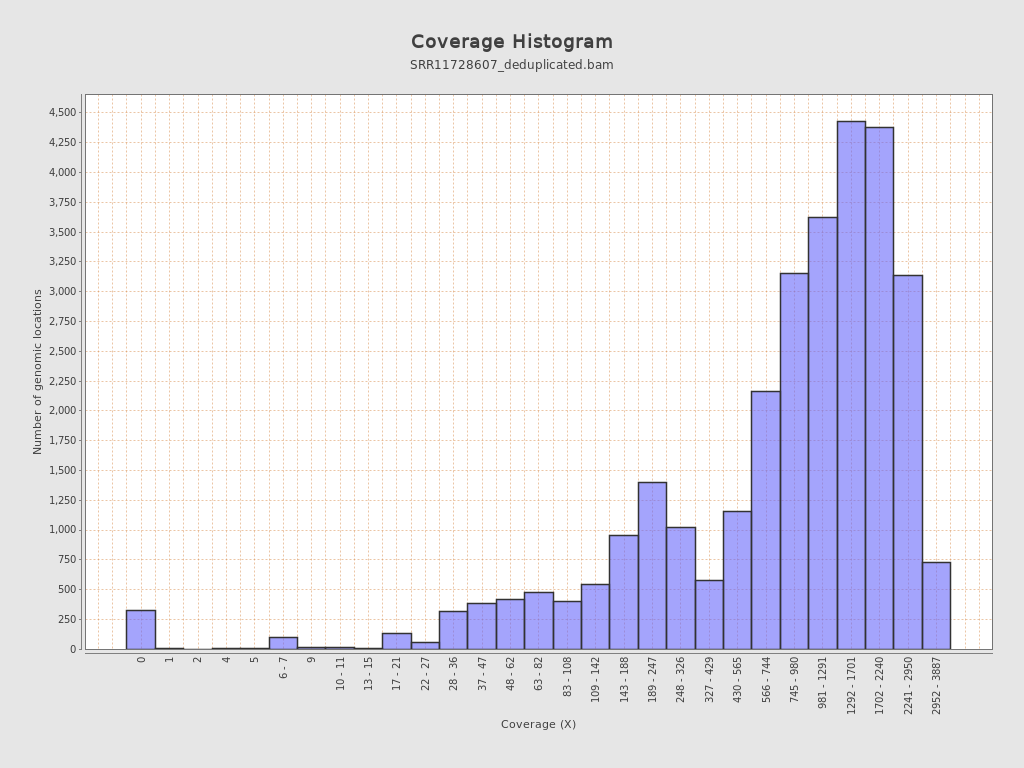 Coverage Histogram
SRR11728607_deduplicated.bam
Number of genomic locations
4,500
4,250
4,000
3,750
3,500
3,250
3,000
2,750
2,500
2,250
2,000
1,750
1,500
1,250
1,000
750
500
250
0
0
1
2
4
5
6 - 7
9
10 - 11
13 - 15
17 - 21
22 - 27
28 - 36
37 - 47
48 - 62
63 - 82
83 - 108
109 - 142
143 - 188
189 - 247
248 - 326
327 - 429
430 - 565
566 - 744
745 - 980
981 - 1291
1292 - 1701
1702 - 2240
2241 - 2950
2952 - 3887
Coverage (X)